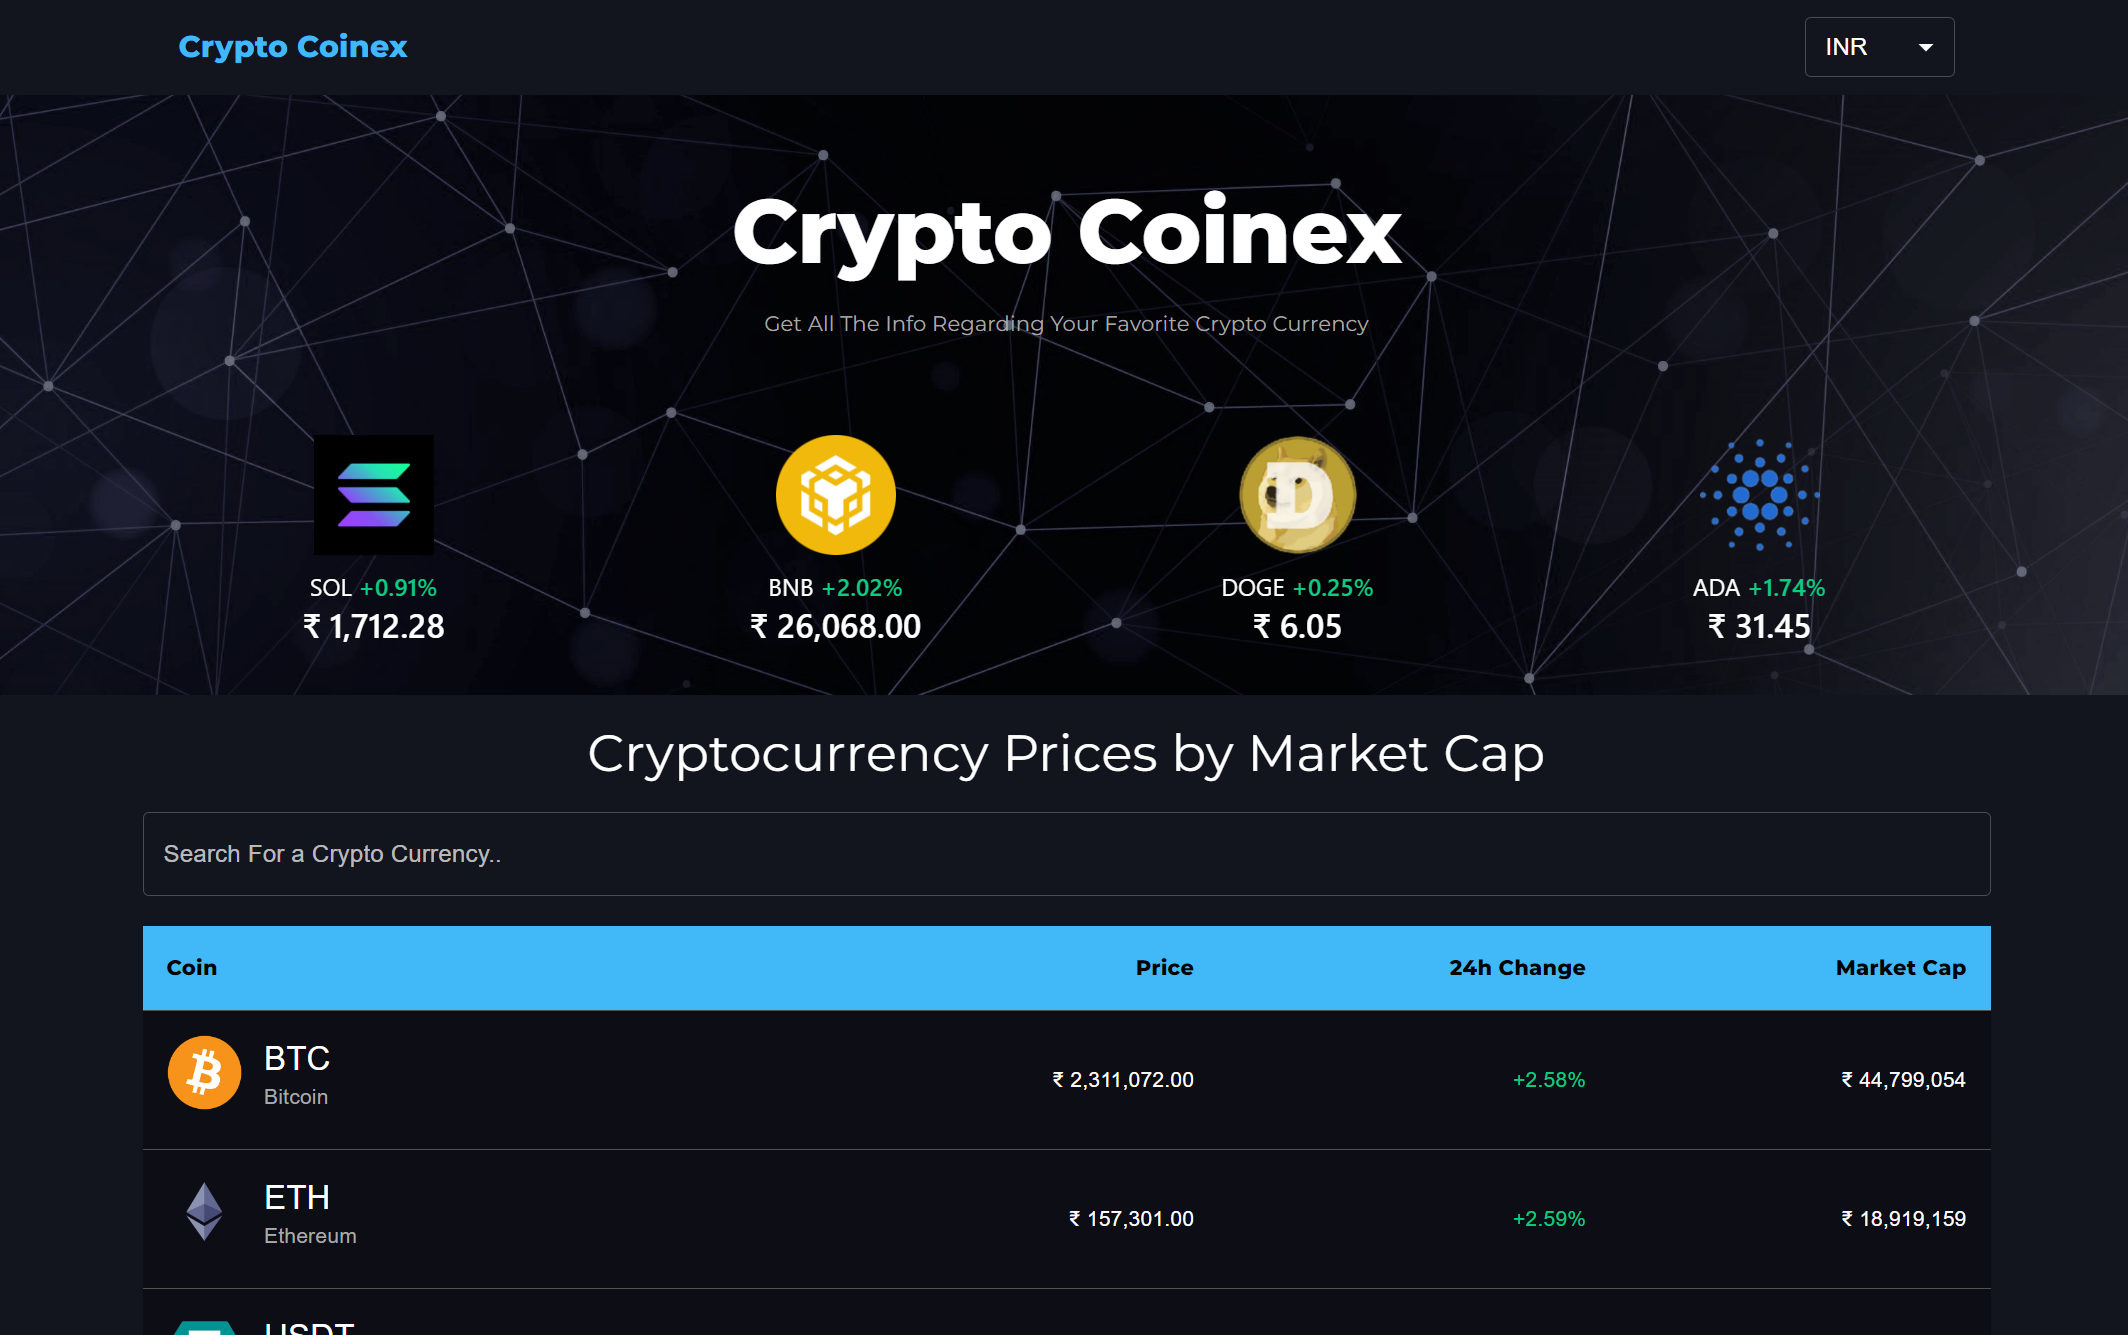 Crypto Coinex
INR
Crypto Coinex
Get All The Info Regarding Your Favorite Crypto Currency
SOL +0.91%
₹ 1,712.28
BNB +2.02%
₹ 26,068.00
DOGE +0.25%
₹ 6.05
ADA +1.74%
₹ 31.45
Cryptocurrency Prices by Market Cap
Search For a Crypto Currency..
Coin Price 24h Change Market Cap
BTC
Bitcoin
₹ 2,311,072.00 +2.58% ₹ 44,799,054
ETH
Ethereum
₹ 157,301.00 +2.59% ₹ 18,919,159
USDT